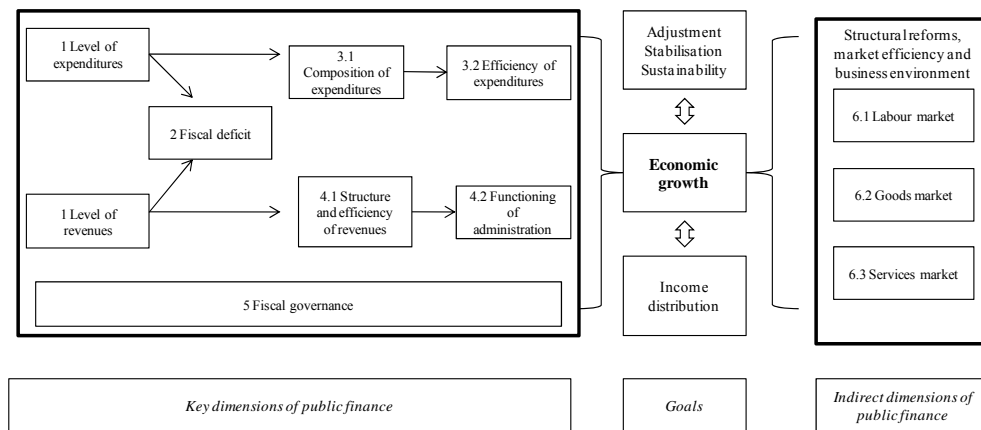 1 Level of
expenditures
3.1
Composition of
expenditures
3.2 Efficiency of
expenditures
2 Fiscal deficit
1 Level of
revenues
4.1 Structure
and efficiency
of revenues
4.2 Functioning
of
administration
5 Fiscal governance
Adjustment
Stabilisation
Sustainability
Economic
growth
Income
distribution
Structural reforms,
market efficiency and
business environment
6.1 Labour market
6.2 Goods market
6.3 Services market
Key dimensions of public finance
Goals
Indirect dimensions of
public finance